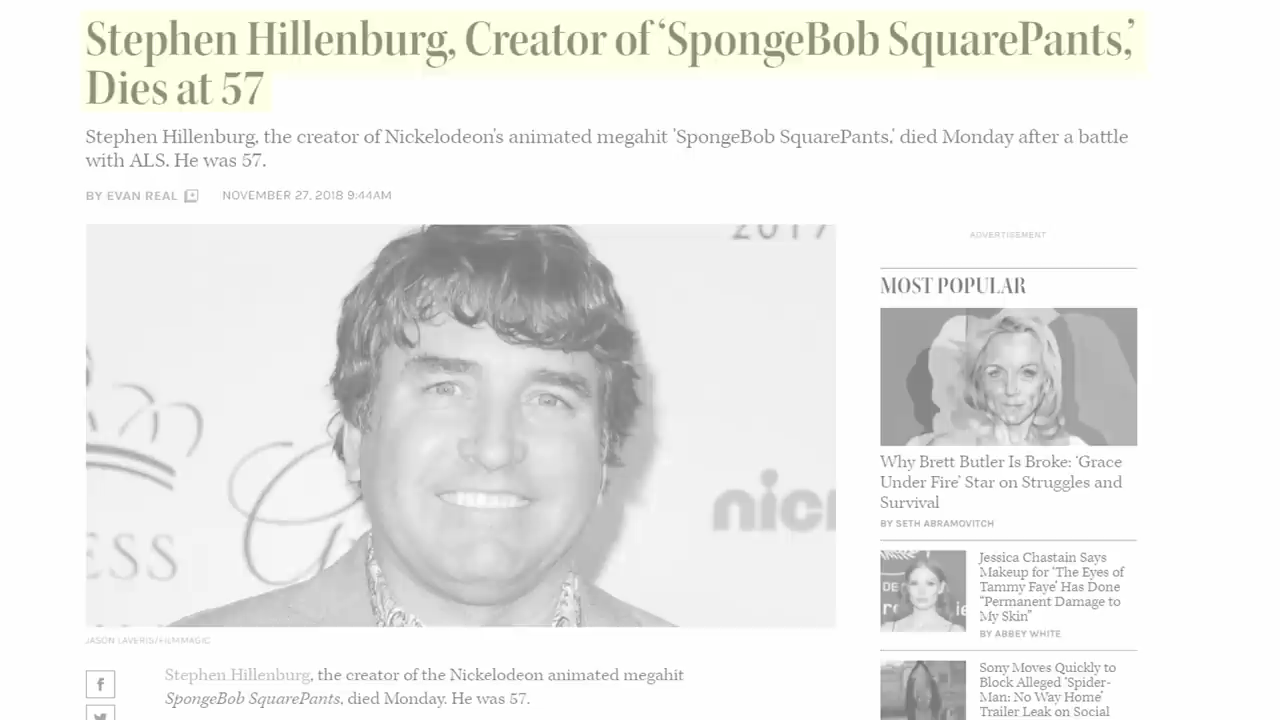 Stephen Hillenburg, Creator of ‘SpongeBob SquarePants,’
Dies at 57
Stephen Hillenburg, the creator of Nickelodeon's animated megahit 'SpongeBob SquarePants,' died Monday after a battle
with ALS. He was 57.
BY EVAN REAL
NOVEMBER 27, 2018 9:44AM
2017
ESS
nick
JASON LAVERIS/FILMMAGIC
Stephen Hillenburg, the creator of the Nickelodeon animated megahit
SpongeBob SquarePants, died Monday. He was 57.
ADVERTISEMENT
MOST POPULAR
Why Brett Butler Is Broke: ‘Grace
Under Fire’ Star on Struggles and
Survival
BY SETH ABRAMOVITCH
Jessica Chastain Says
Makeup for ‘The Eyes of
Tammy Faye’ Has Done
“Permanent Damage to
My Skin”
BY ABBEY WHITE
Sony Moves Quickly to
Block Alleged ‘Spider-
Man: No Way Home’
Trailer Leak on Social